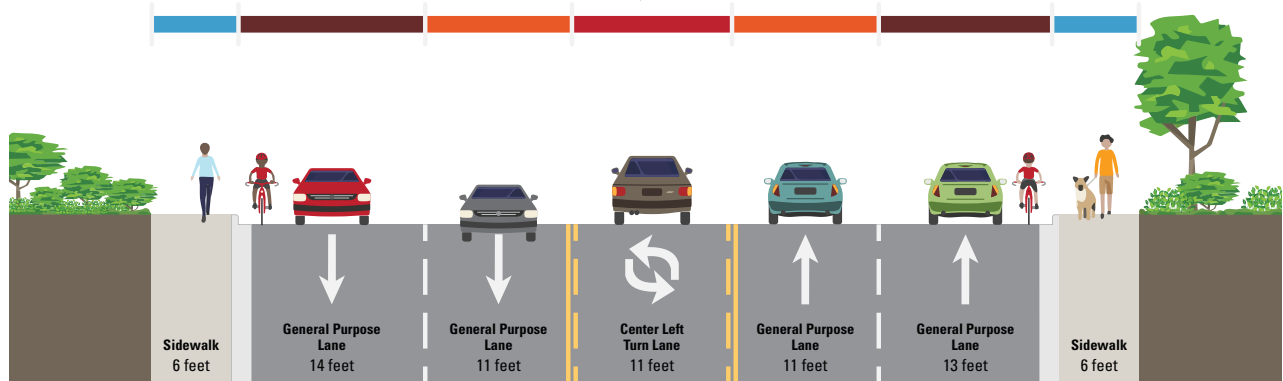 Sidewalk
6 feet
General Purpose
Lane
14 feet
General Purpose
Lane
11 feet
Center Left
Turn Lane
11 feet
General Purpose
Lane
11 feet
General Purpose
Lane
13 feet
Sidewalk
6 feet